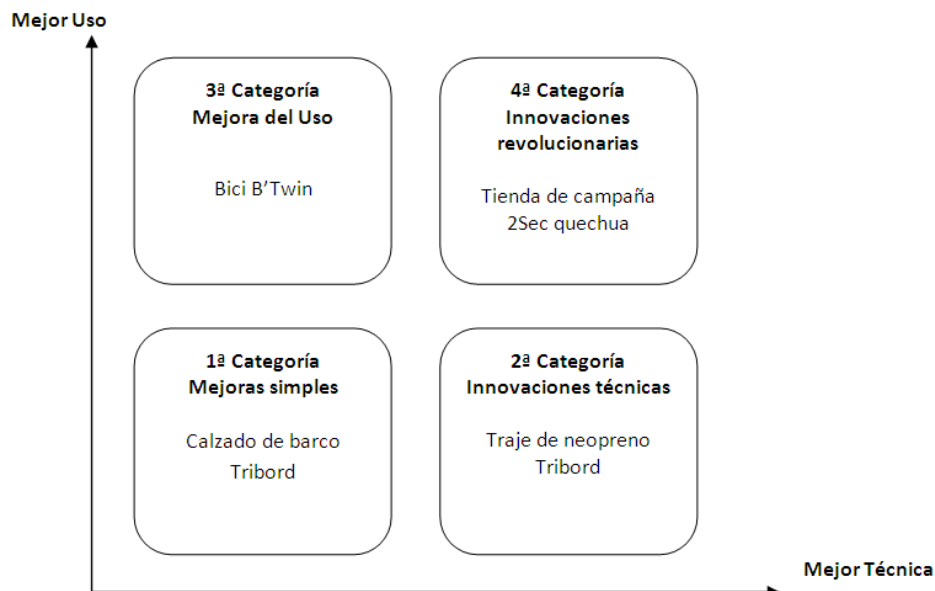 Mejor Uso
3ª Categoría
Mejora del Uso
Bici B'Twin
4ª Categoría
Innovaciones
revolucionarias
Tienda de campaña
2Sec quechua
1ª Categoría
Mejoras simples
Calzado de barco
Tribord
2ª Categoría
Innovaciones técnicas
Traje de neopreno
Tribord
Mejor Técnica